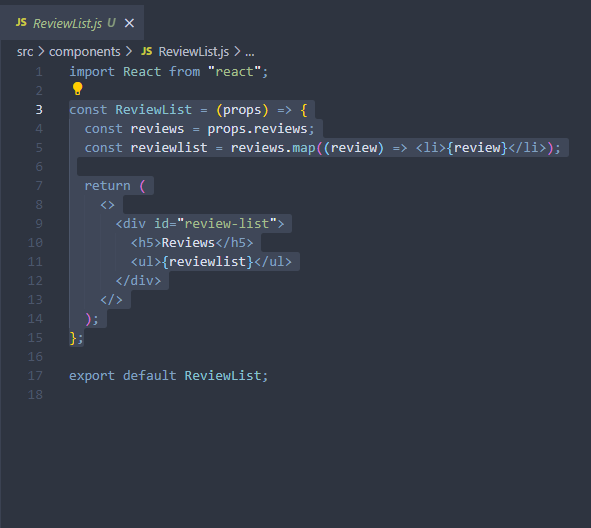 JS ReviewList.js U ×
src > components > JS ReviewList.js > ...
1 import React from "react";
2
3 const ReviewList = (props) => {
4   const reviews = props.reviews;
5   const reviewlist = reviews.map((review) => <li>{review}</li>);
6
7   return (
8     <>
9       <div id="review-list">
10         <h5>Reviews</h5>
11         <ul>{reviewlist}</ul>
12       </div>
13     </>
14   );
15 };
16
17 export default ReviewList;
18